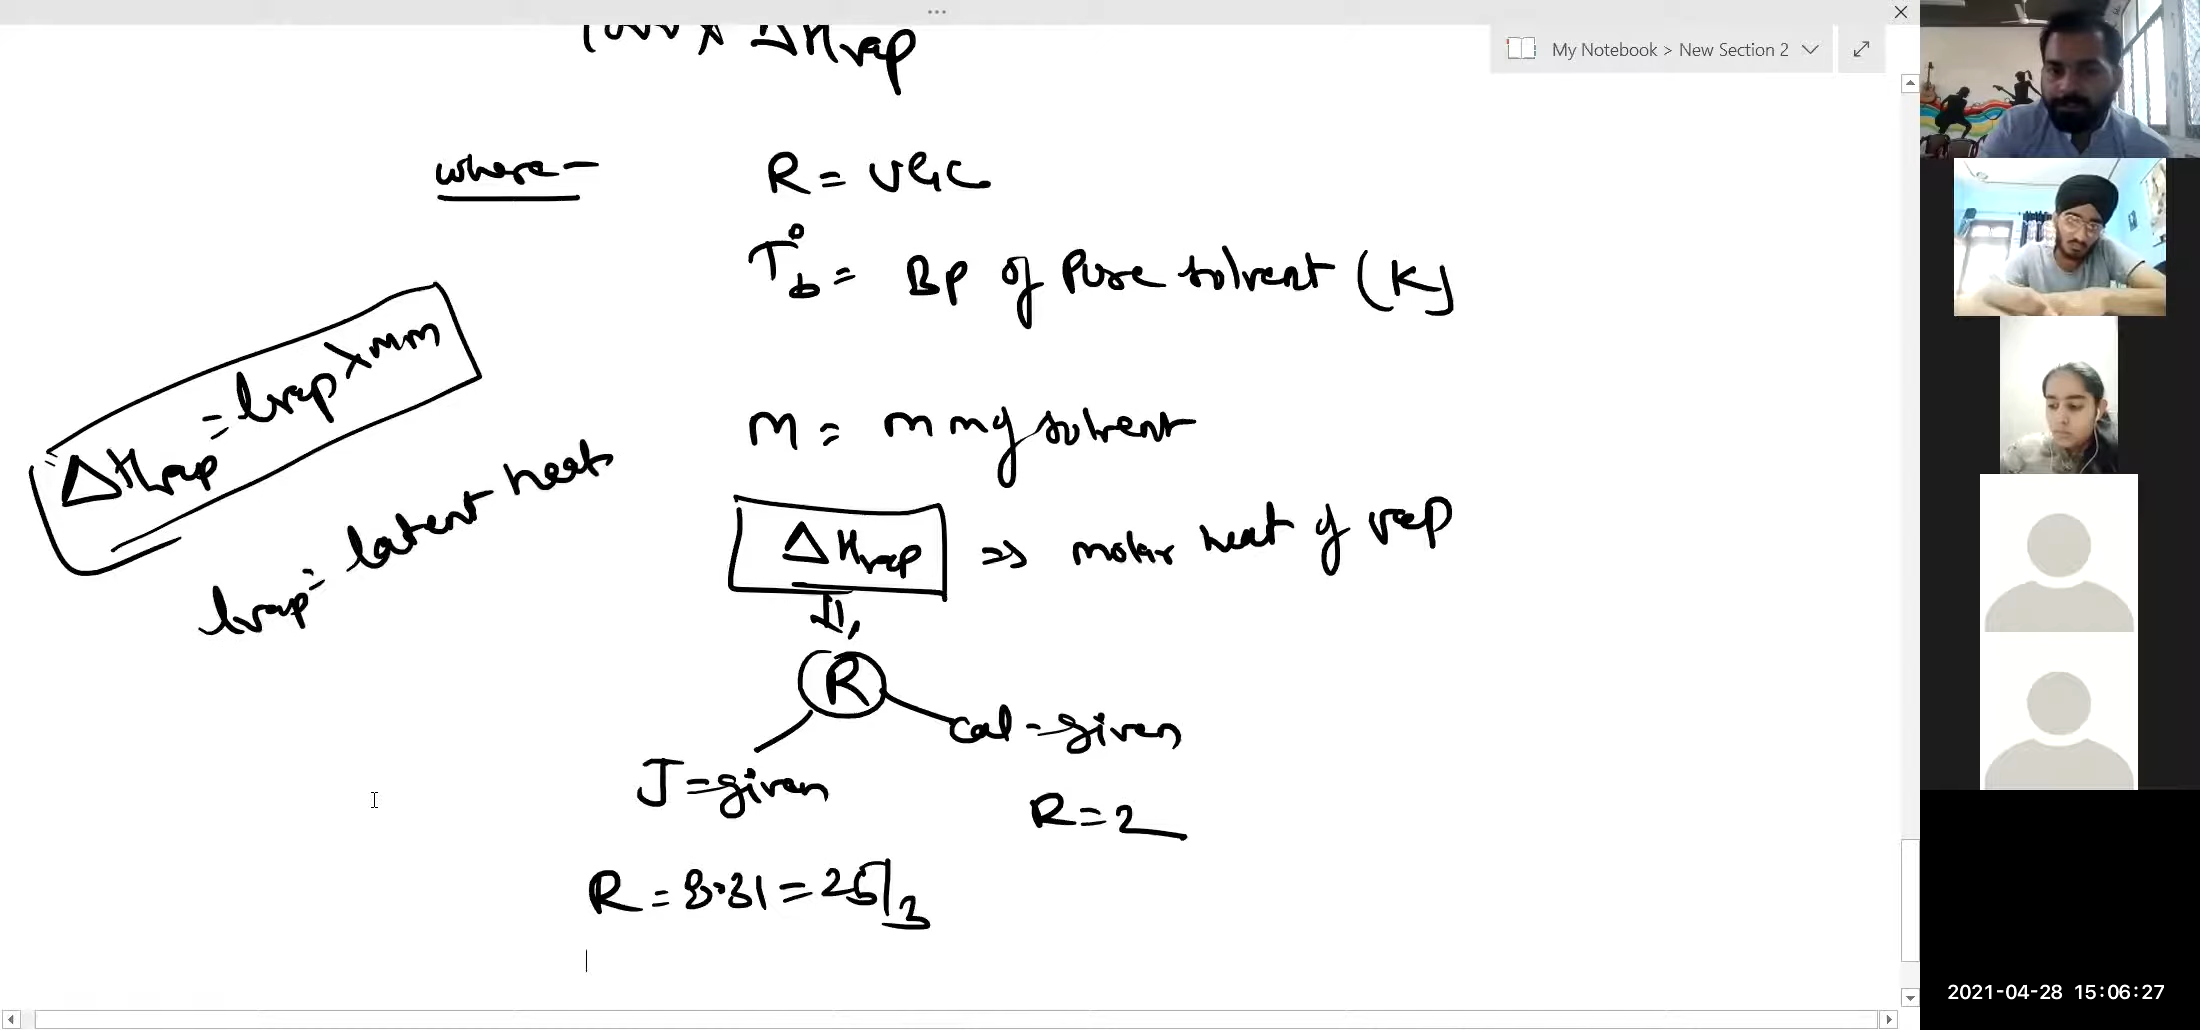 1000 × ΔHvap
My Notebook > New Section 2
where —
R = UGC
T°b = BP of Pure solvent (K)
ΔHvap = lvap × mm
lvap = latent heat
M = mm of solvent
ΔHvap ⇒ molar heat of vap
R
J = given
cal - given
R = 2
R = 8.31 = 25/3
2021-04-28 15:06:27